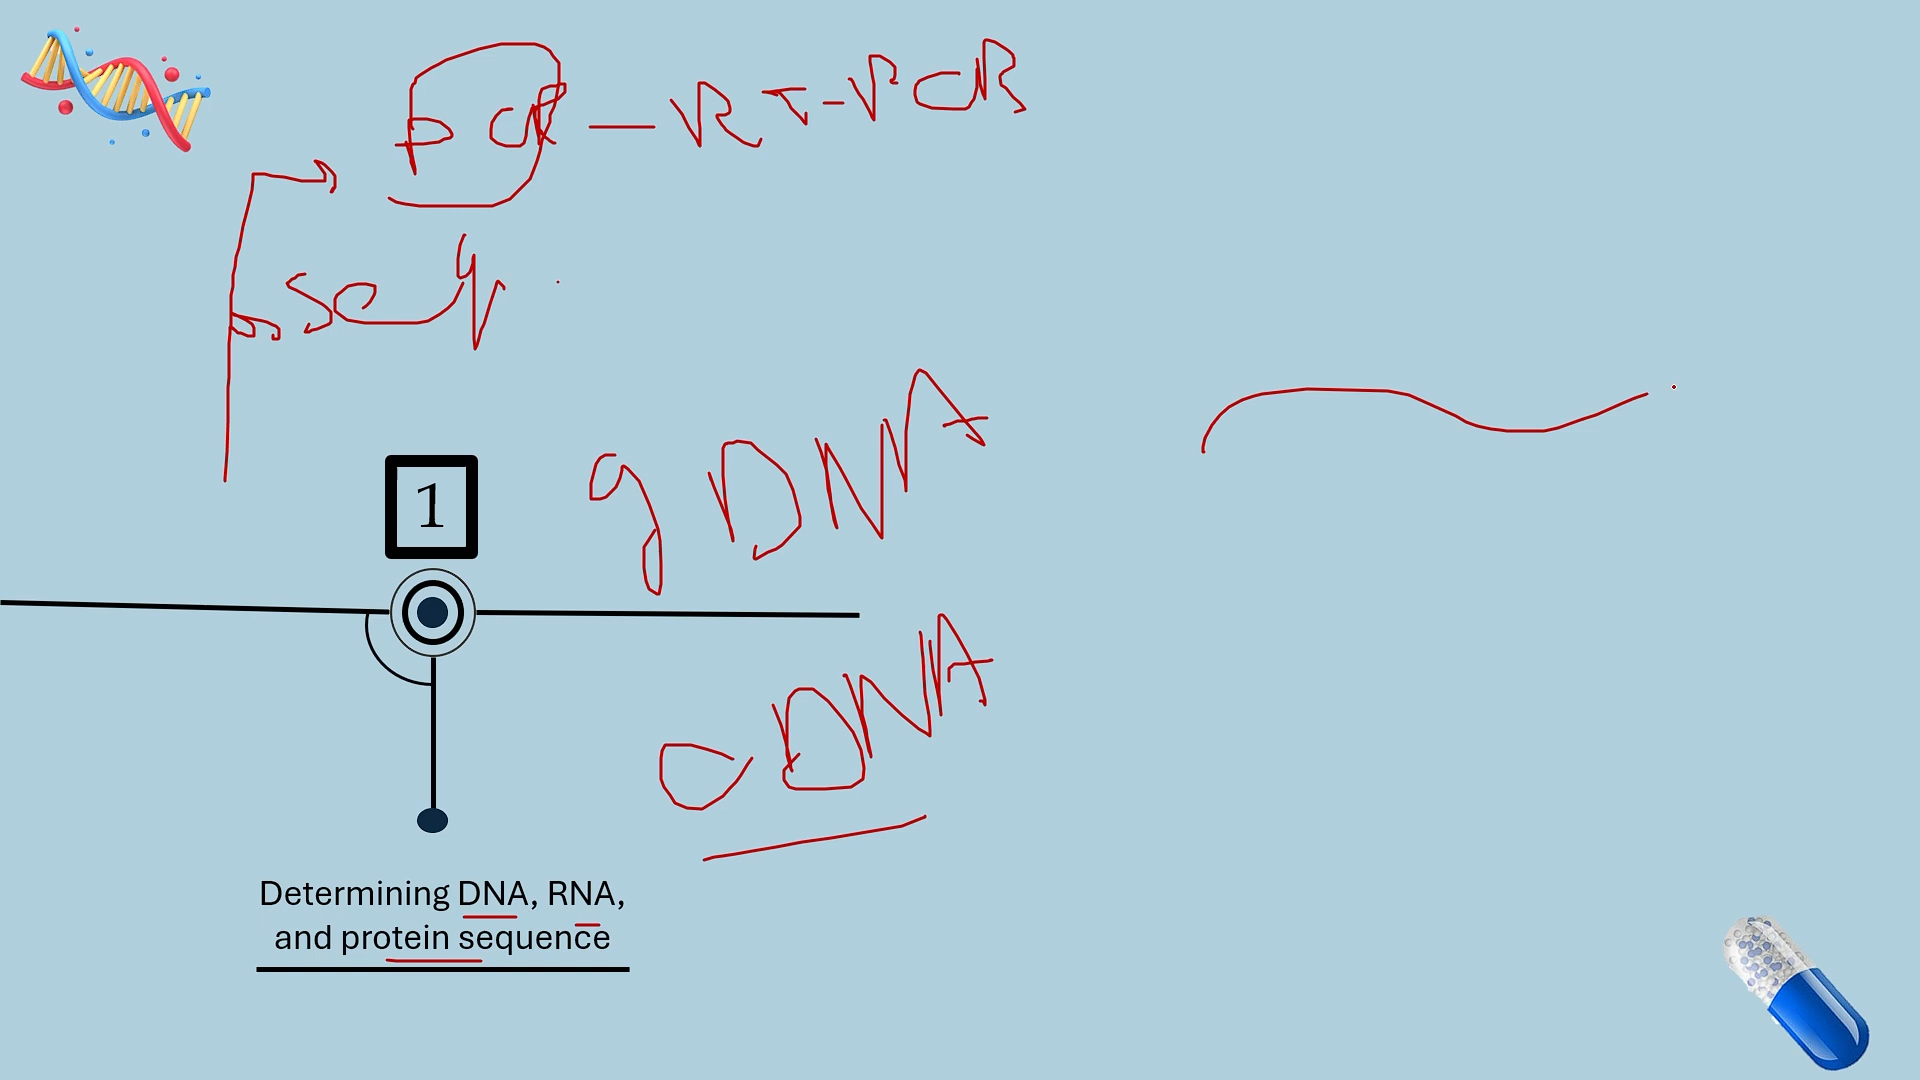 PCR — RT-PCR
seq
gDNA
1
cDNA
Determining DNA, RNA,
and protein sequence